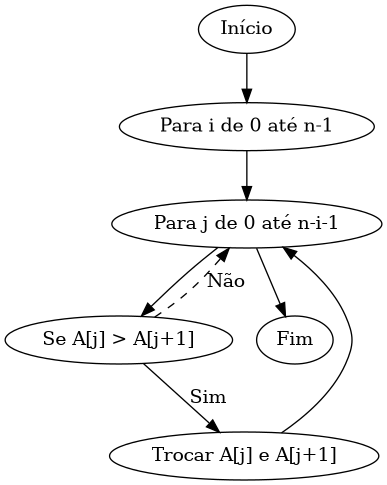 Início
Para i de 0 até n-1
Para j de 0 até n-i-1
Não
Se A[j] > A[j+1]
Fim
Sim
Trocar A[j] e A[j+1]